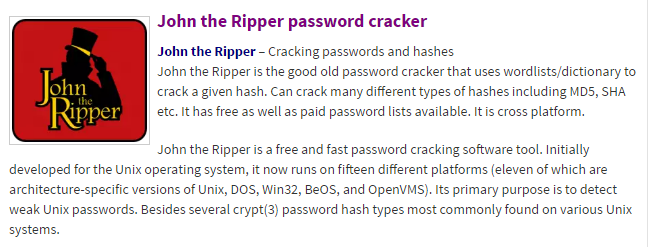 John the Ripper password cracker
John
the
Ripper
John the Ripper – Cracking passwords and hashes
John the Ripper is the good old password cracker that uses wordlists/dictionary to
crack a given hash. Can crack many different types of hashes including MD5, SHA
etc. It has free as well as paid password lists available. It is cross platform.
John the Ripper is a free and fast password cracking software tool. Initially
developed for the Unix operating system, it now runs on fifteen different platforms (eleven of which are
architecture-specific versions of Unix, DOS, Win32, BeOS, and OpenVMS). Its primary purpose is to detect
weak Unix passwords. Besides several crypt(3) password hash types most commonly found on various Unix
systems.